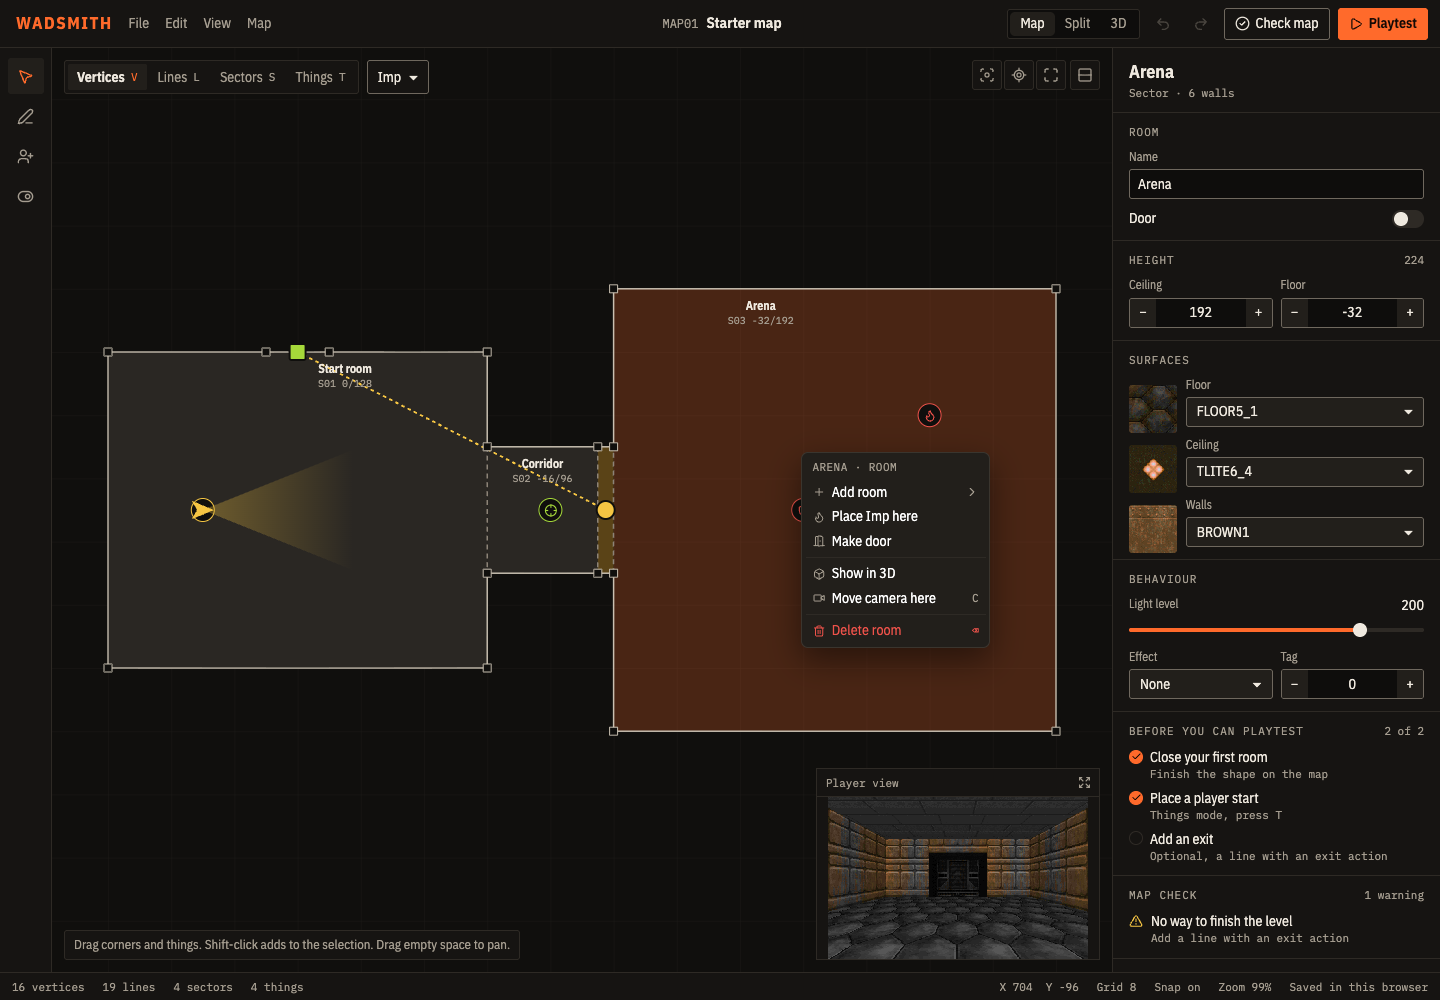 WADSMITH File Edit View Map
MAP01 Starter map
Map Split 3D
Check map
Playtest
Vertices V Lines L Sectors S Things T
Imp
Start room
S01 0/128
Corridor
S02 -16/96
Arena
S03 -32/192
ARENA · ROOM
Add room
Place Imp here
Make door
Show in 3D
Move camera here C
Delete room
Player view
Drag corners and things. Shift-click adds to the selection. Drag empty space to pan.
Arena
Sector · 6 walls
ROOM
Name
Arena
Door
HEIGHT 224
Ceiling Floor
− 192 + − -32 +
SURFACES
Floor
FLOOR5_1
Ceiling
TLITE6_4
Walls
BROWN1
BEHAVIOUR
Light level 200
Effect Tag
None − 0 +
BEFORE YOU CAN PLAYTEST 2 of 2
Close your first room
Finish the shape on the map
Place a player start
Things mode, press T
Add an exit
Optional, a line with an exit action
MAP CHECK 1 warning
No way to finish the level
Add a line with an exit action
16 vertices 19 lines 4 sectors 4 things
X 704 Y -96 Grid 8 Snap on Zoom 99% Saved in this browser